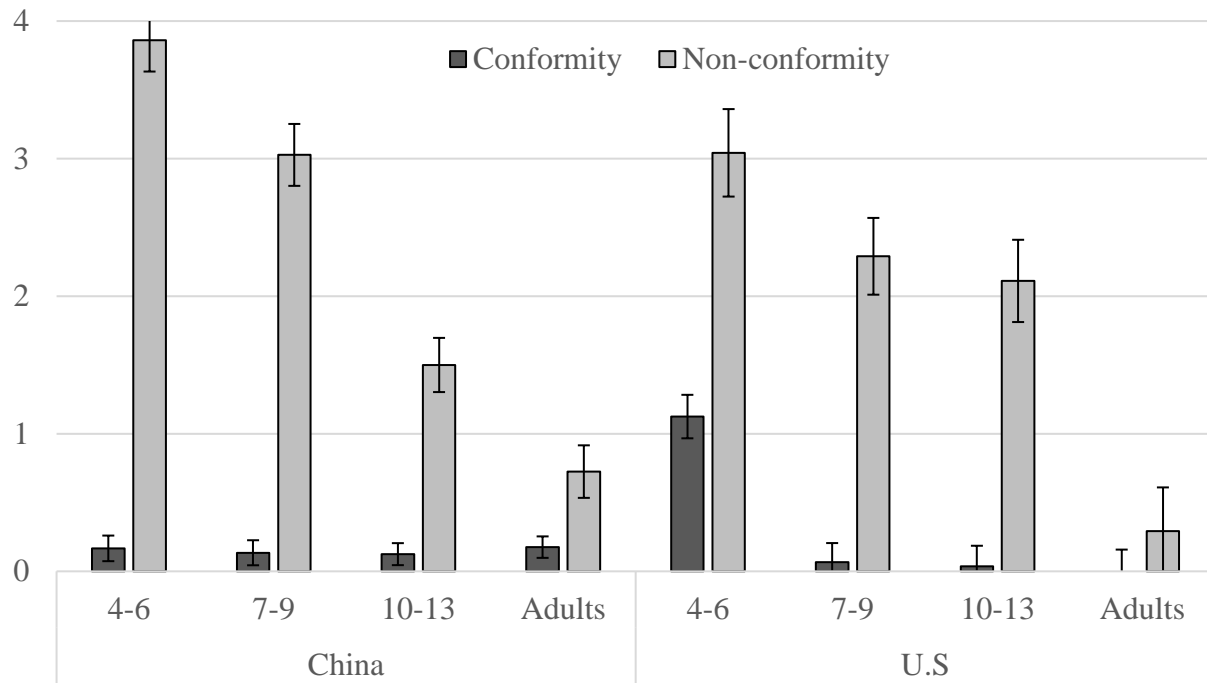 4
Conformity Non-conformity
3
2
1
0
4-6 7-9 10-13 Adults 4-6 7-9 10-13 Adults
China U.S